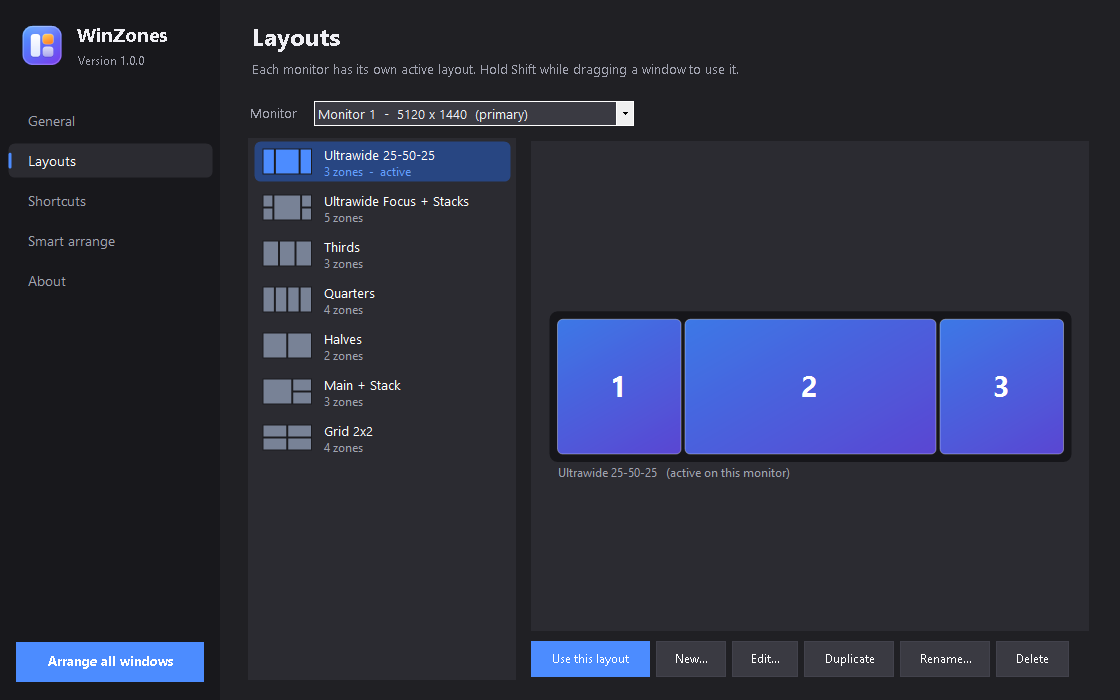 WinZones
Version 1.0.0
General
Layouts
Shortcuts
Smart arrange
About
Arrange all windows
Layouts
Each monitor has its own active layout. Hold Shift while dragging a window to use it.
Monitor
Monitor 1 - 5120 x 1440 (primary)
Ultrawide 25-50-25
3 zones - active
Ultrawide Focus + Stacks
5 zones
Thirds
3 zones
Quarters
4 zones
Halves
2 zones
Main + Stack
3 zones
Grid 2x2
4 zones
1
2
3
Ultrawide 25-50-25 (active on this monitor)
Use this layout
New...
Edit...
Duplicate
Rename...
Delete